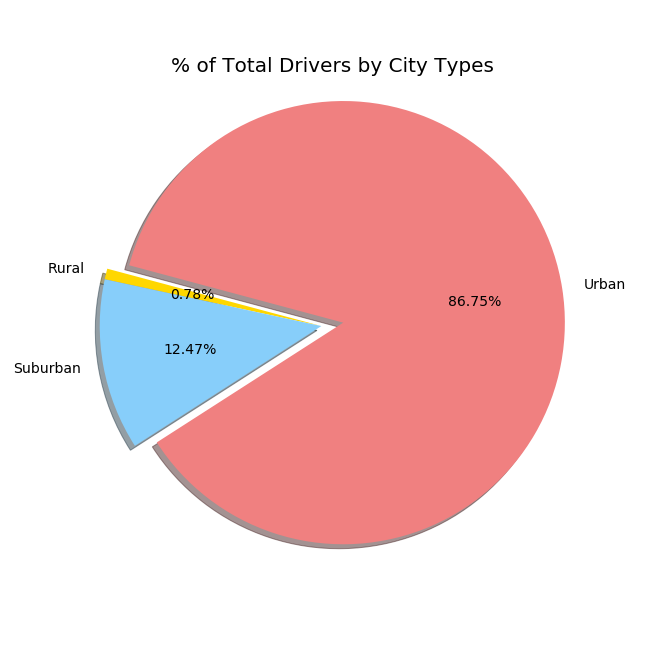 % of Total Drivers by City Types
Rural
0.78%
Urban
86.75%
12.47%
Suburban